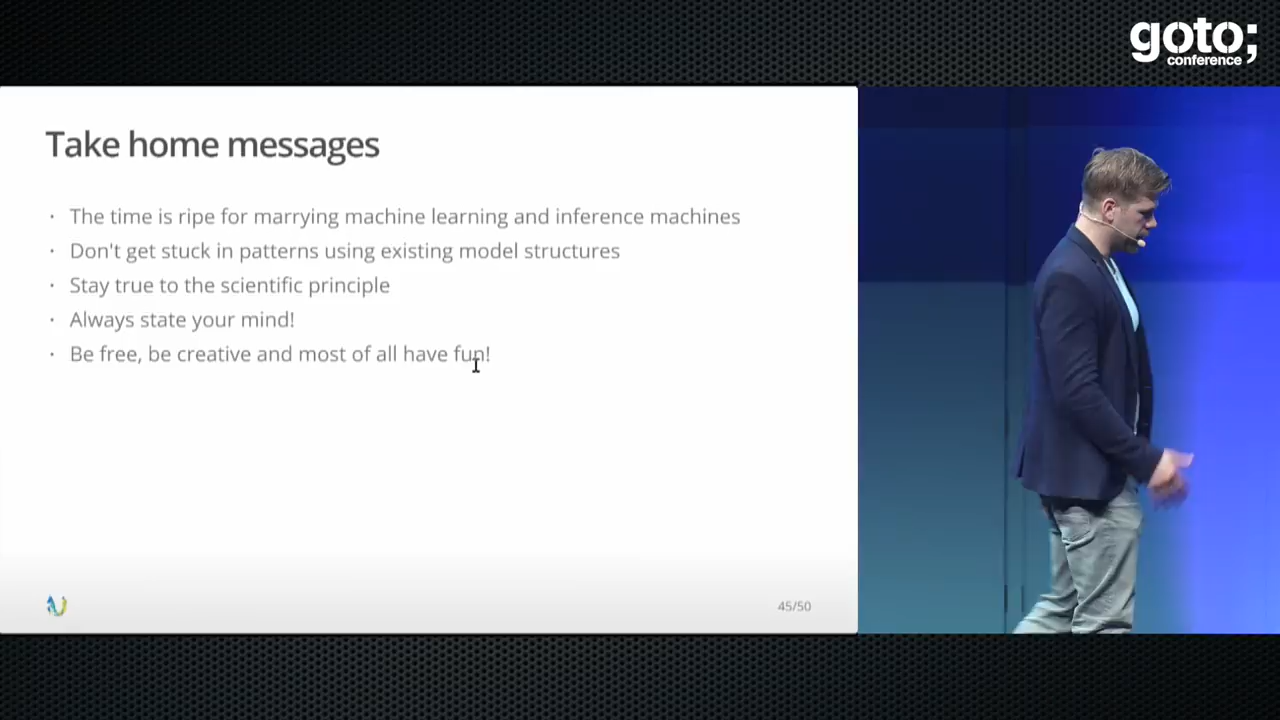 goto;
conference
Take home messages
· The time is ripe for marrying machine learning and inference machines
· Don't get stuck in patterns using existing model structures
· Stay true to the scientific principle
· Always state your mind!
· Be free, be creative and most of all have fun!
45/50